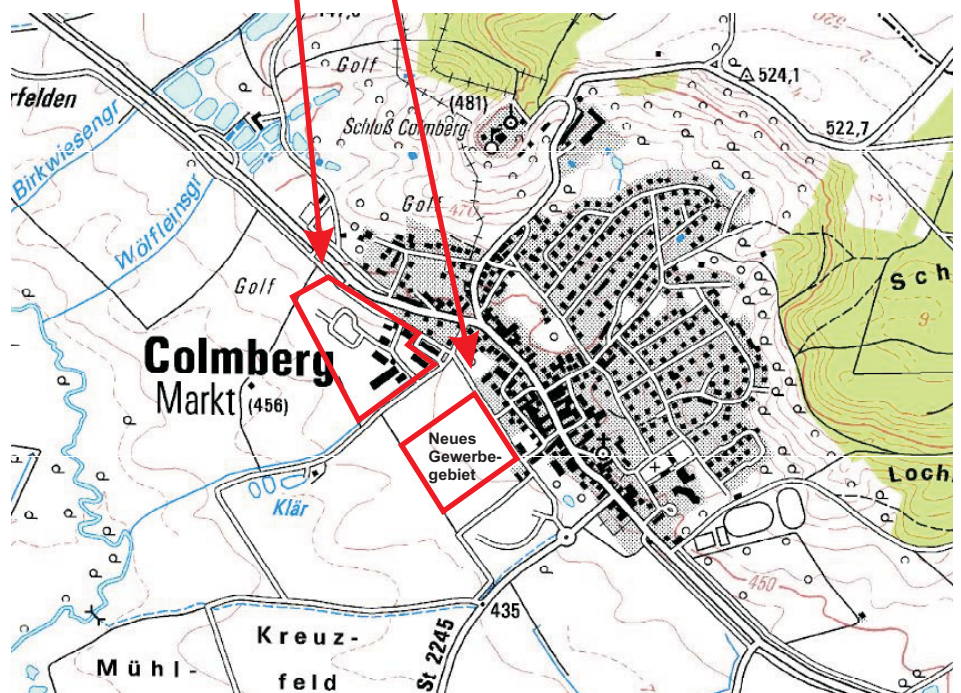 Golf
rfelden
(481)
524,1
Schloß Colmberg
522,7
Birkwiesengr
Golf
470
Wölfleinsgr
Golf
Sch
Colmberg
Markt (456)
Neues
Gewerbe-
gebiet
Loch
Klär
450
435
Kreuz-
feld
Mühl-
St 2245